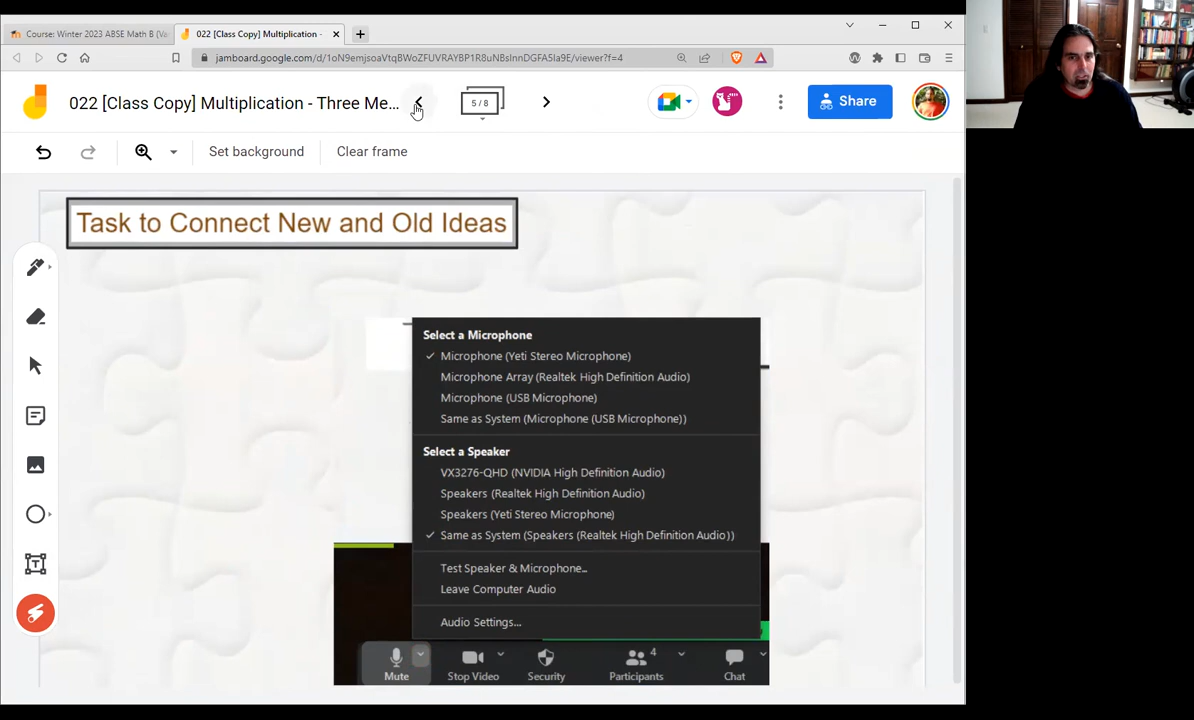 Course: Winter 2023 ABSE Math B (Va
022 [Class Copy] Multiplication -
jamboard.google.com/d/1oN9emjsoaVtqBWoZFUVRAYBP1R8uNBsInnDGFA5la9E/viewer?f=4
022 [Class Copy] Multiplication - Three Me...
5 / 8
Share
Set background
Clear frame
Task to Connect New and Old Ideas
Select a Microphone
Microphone (Yeti Stereo Microphone)
Microphone Array (Realtek High Definition Audio)
Microphone (USB Microphone)
Same as System (Microphone (USB Microphone))
Select a Speaker
VX3276-QHD (NVIDIA High Definition Audio)
Speakers (Realtek High Definition Audio)
Speakers (Yeti Stereo Microphone)
Same as System (Speakers (Realtek High Definition Audio))
Test Speaker & Microphone...
Leave Computer Audio
Audio Settings...
4
Mute
Stop Video
Security
Participants
Chat